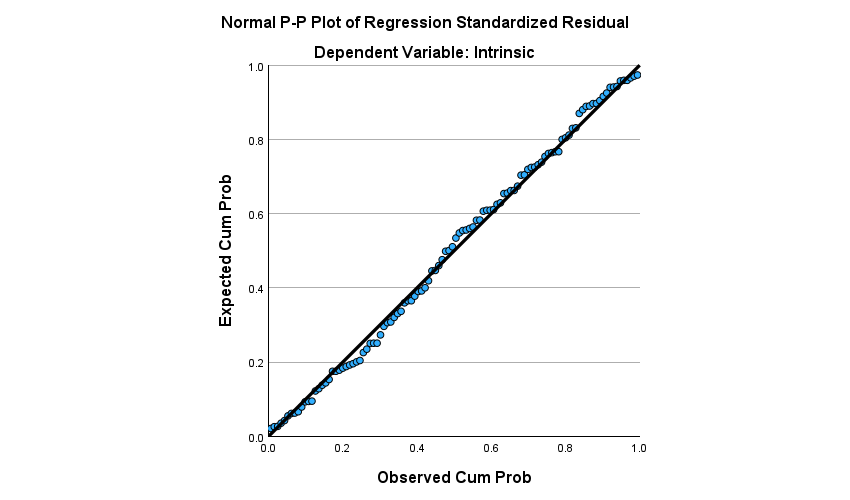 Normal P-P Plot of Regression Standardized Residual
Dependent Variable: Intrinsic
1.0
0.8
0.6
0.4
0.2
0.0
Expected Cum Prob
0.0 0.2 0.4 0.6 0.8 1.0
Observed Cum Prob